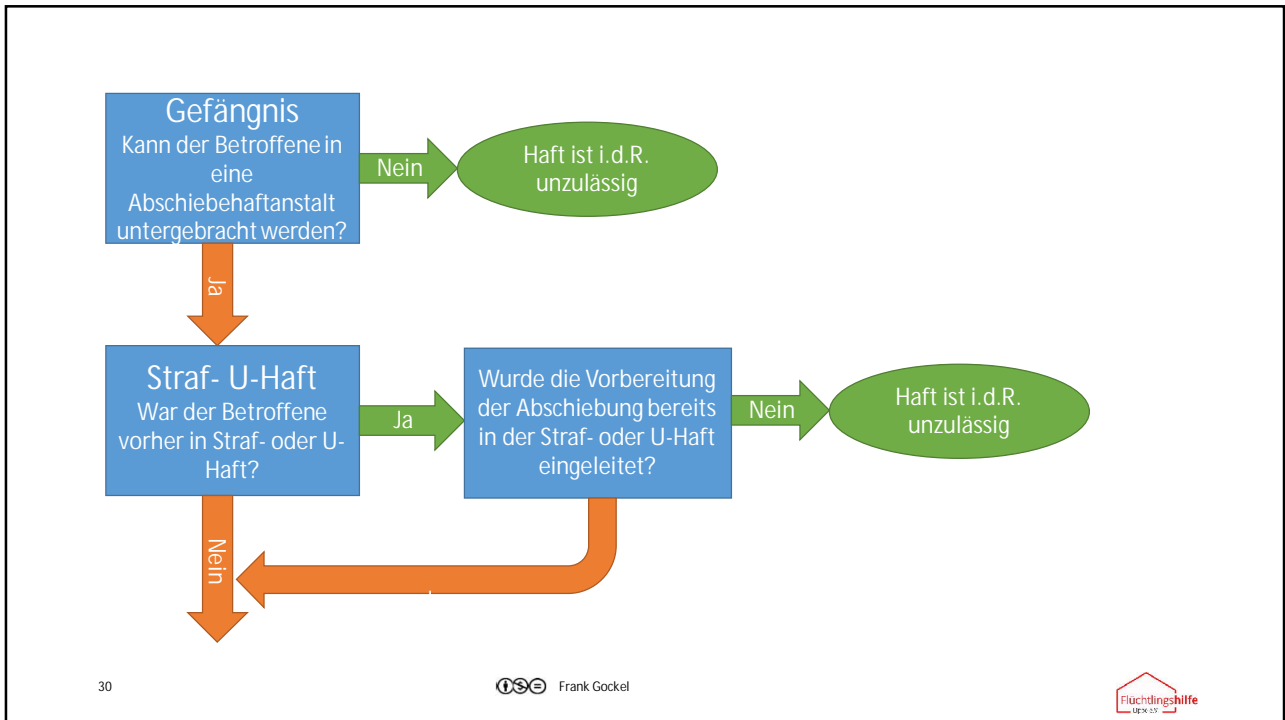 Gefängnis
Kann der Betroffene in
eine
Abschiebehaftanstalt
untergebracht werden?
Nein
Haft ist i.d.R.
unzulässig
Ja
Straf- U-Haft
War der Betroffene
vorher in Straf- oder U-
Haft?
Ja
Wurde die Vorbereitung
der Abschiebung bereits
in der Straf- oder U-Haft
eingeleitet?
Nein
Haft ist i.d.R.
unzulässig
Nein
30
Frank Gockel
Flüchtlingshilfe